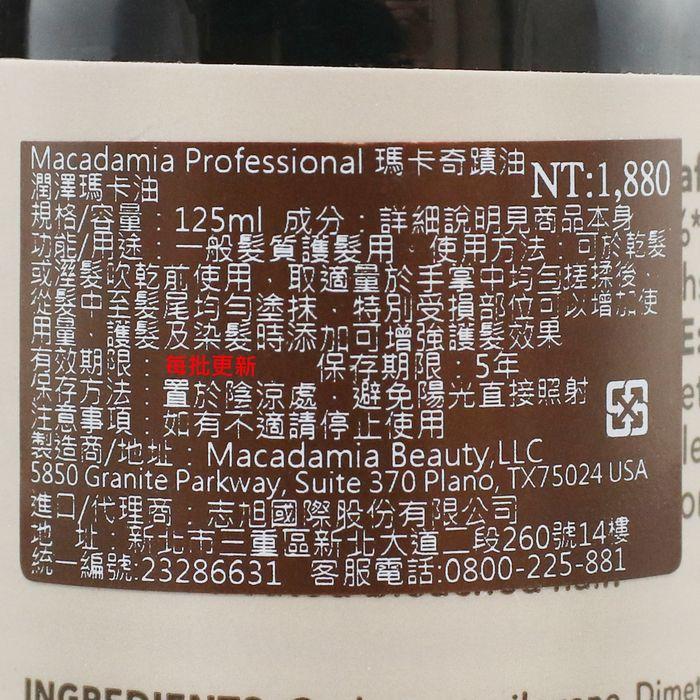 Macadamia Professional 瑪卡奇蹟油
潤澤瑪卡油 NT:1,880
規格/容量：125ml 成分：詳細說明見商品本身
功能/用途：一般髮質護髮用 使用方法：可於乾髮
或溼髮吹乾前使用，取適量於手掌中均勻搓揉後，
從髮中至髮尾均勻塗抹，特別受損部位可以增加使
用量，護髮及染髮時添加可增強護髮效果
有效期限：每批更新 保存期限：5年
保存方法：置於陰涼處，避免陽光直接照射
注意事項：如有不適請停止使用
製造商/地址：Macadamia Beauty,LLC
5850 Granite Parkway, Suite 370 Plano, TX75024 USA
進口/代理商：志旭國際股份有限公司
地 址：新北市三重區新北大道二段260號14樓
統一編號:23286631 客服電話:0800-225-881
INGREDIENTS